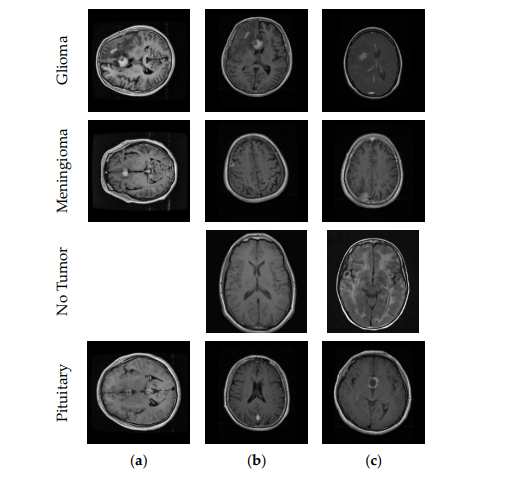 Glioma
Meningioma
No Tumor
Pituitary
(a) (b) (c)